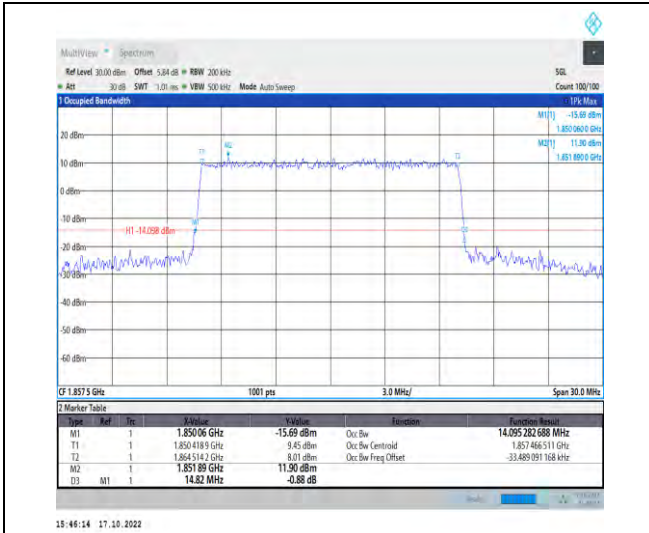 MultiView Spectrum
Ref Level 30.00 dBm Offset 5.84 dB RBW 200 kHz SGL
Att 30 dB SWT 1.01 ms VBW 500 kHz Mode Auto Sweep Count 100/100
1 Occupied Bandwidth 1Pk Max
M1[1] -15.69 dBm
1.850 060 0 GHz
M2[1] 11.90 dBm
1.851 890 0 GHz
20 dBm
M2
T1 T2
10 dBm
0 dBm
-10 dBm
M1 D3
H1 -14.098 dBm
-20 dBm
-30 dBm
-40 dBm
-50 dBm
-60 dBm
CF 1.857 5 GHz 1001 pts 3.0 MHz/ Span 30.0 MHz
2 Marker Table
Type Ref Trc X-Value Y-Value Function Function Result
M1 1 1.850 06 GHz -15.69 dBm Occ Bw 14.095 282 688 MHz
T1 1 1.850 418 9 GHz 9.45 dBm Occ Bw Centroid 1.857 466 511 GHz
T2 1 1.864 514 2 GHz 8.01 dBm Occ Bw Freq Offset -33.489 091 168 kHz
M2 1 1.851 89 GHz 11.90 dBm
D3 M1 1 14.82 MHz -0.88 dB
15:46:14 17.10.2022